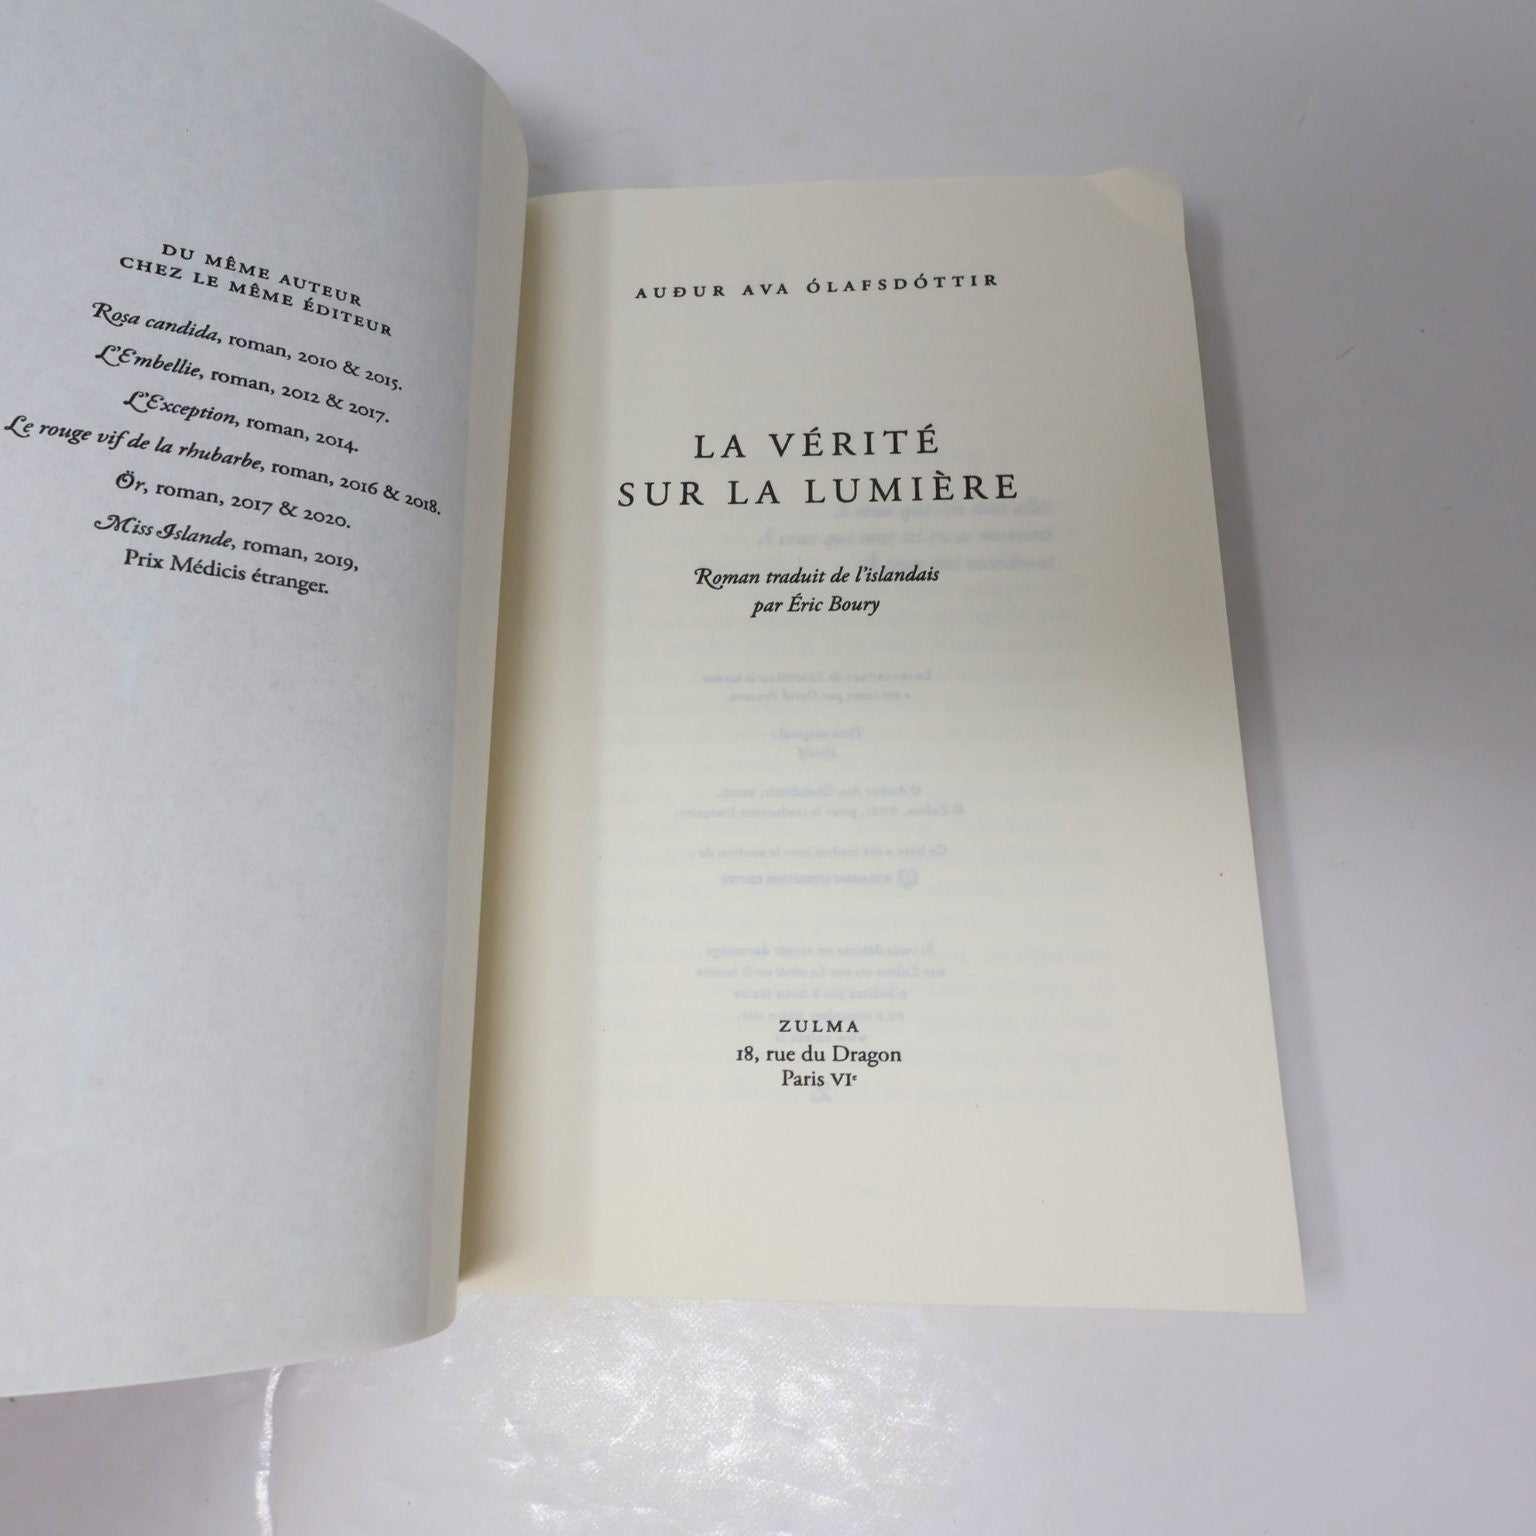 DU MÊME AUTEUR
CHEZ LE MÊME ÉDITEUR
Rosa candida, roman, 2010 & 2015.
L'Embellie, roman, 2012 & 2017.
L'Exception, roman, 2014.
Le rouge vif de la rhubarbe, roman, 2016 & 2018.
Ör, roman, 2017 & 2020.
Miss Islande, roman, 2019,
Prix Médicis étranger.
AUÐUR AVA ÓLAFSDÓTTIR
LA VÉRITÉ
SUR LA LUMIÈRE
Roman traduit de l'islandais
par Éric Boury
ZULMA
18, rue du Dragon
Paris VIe